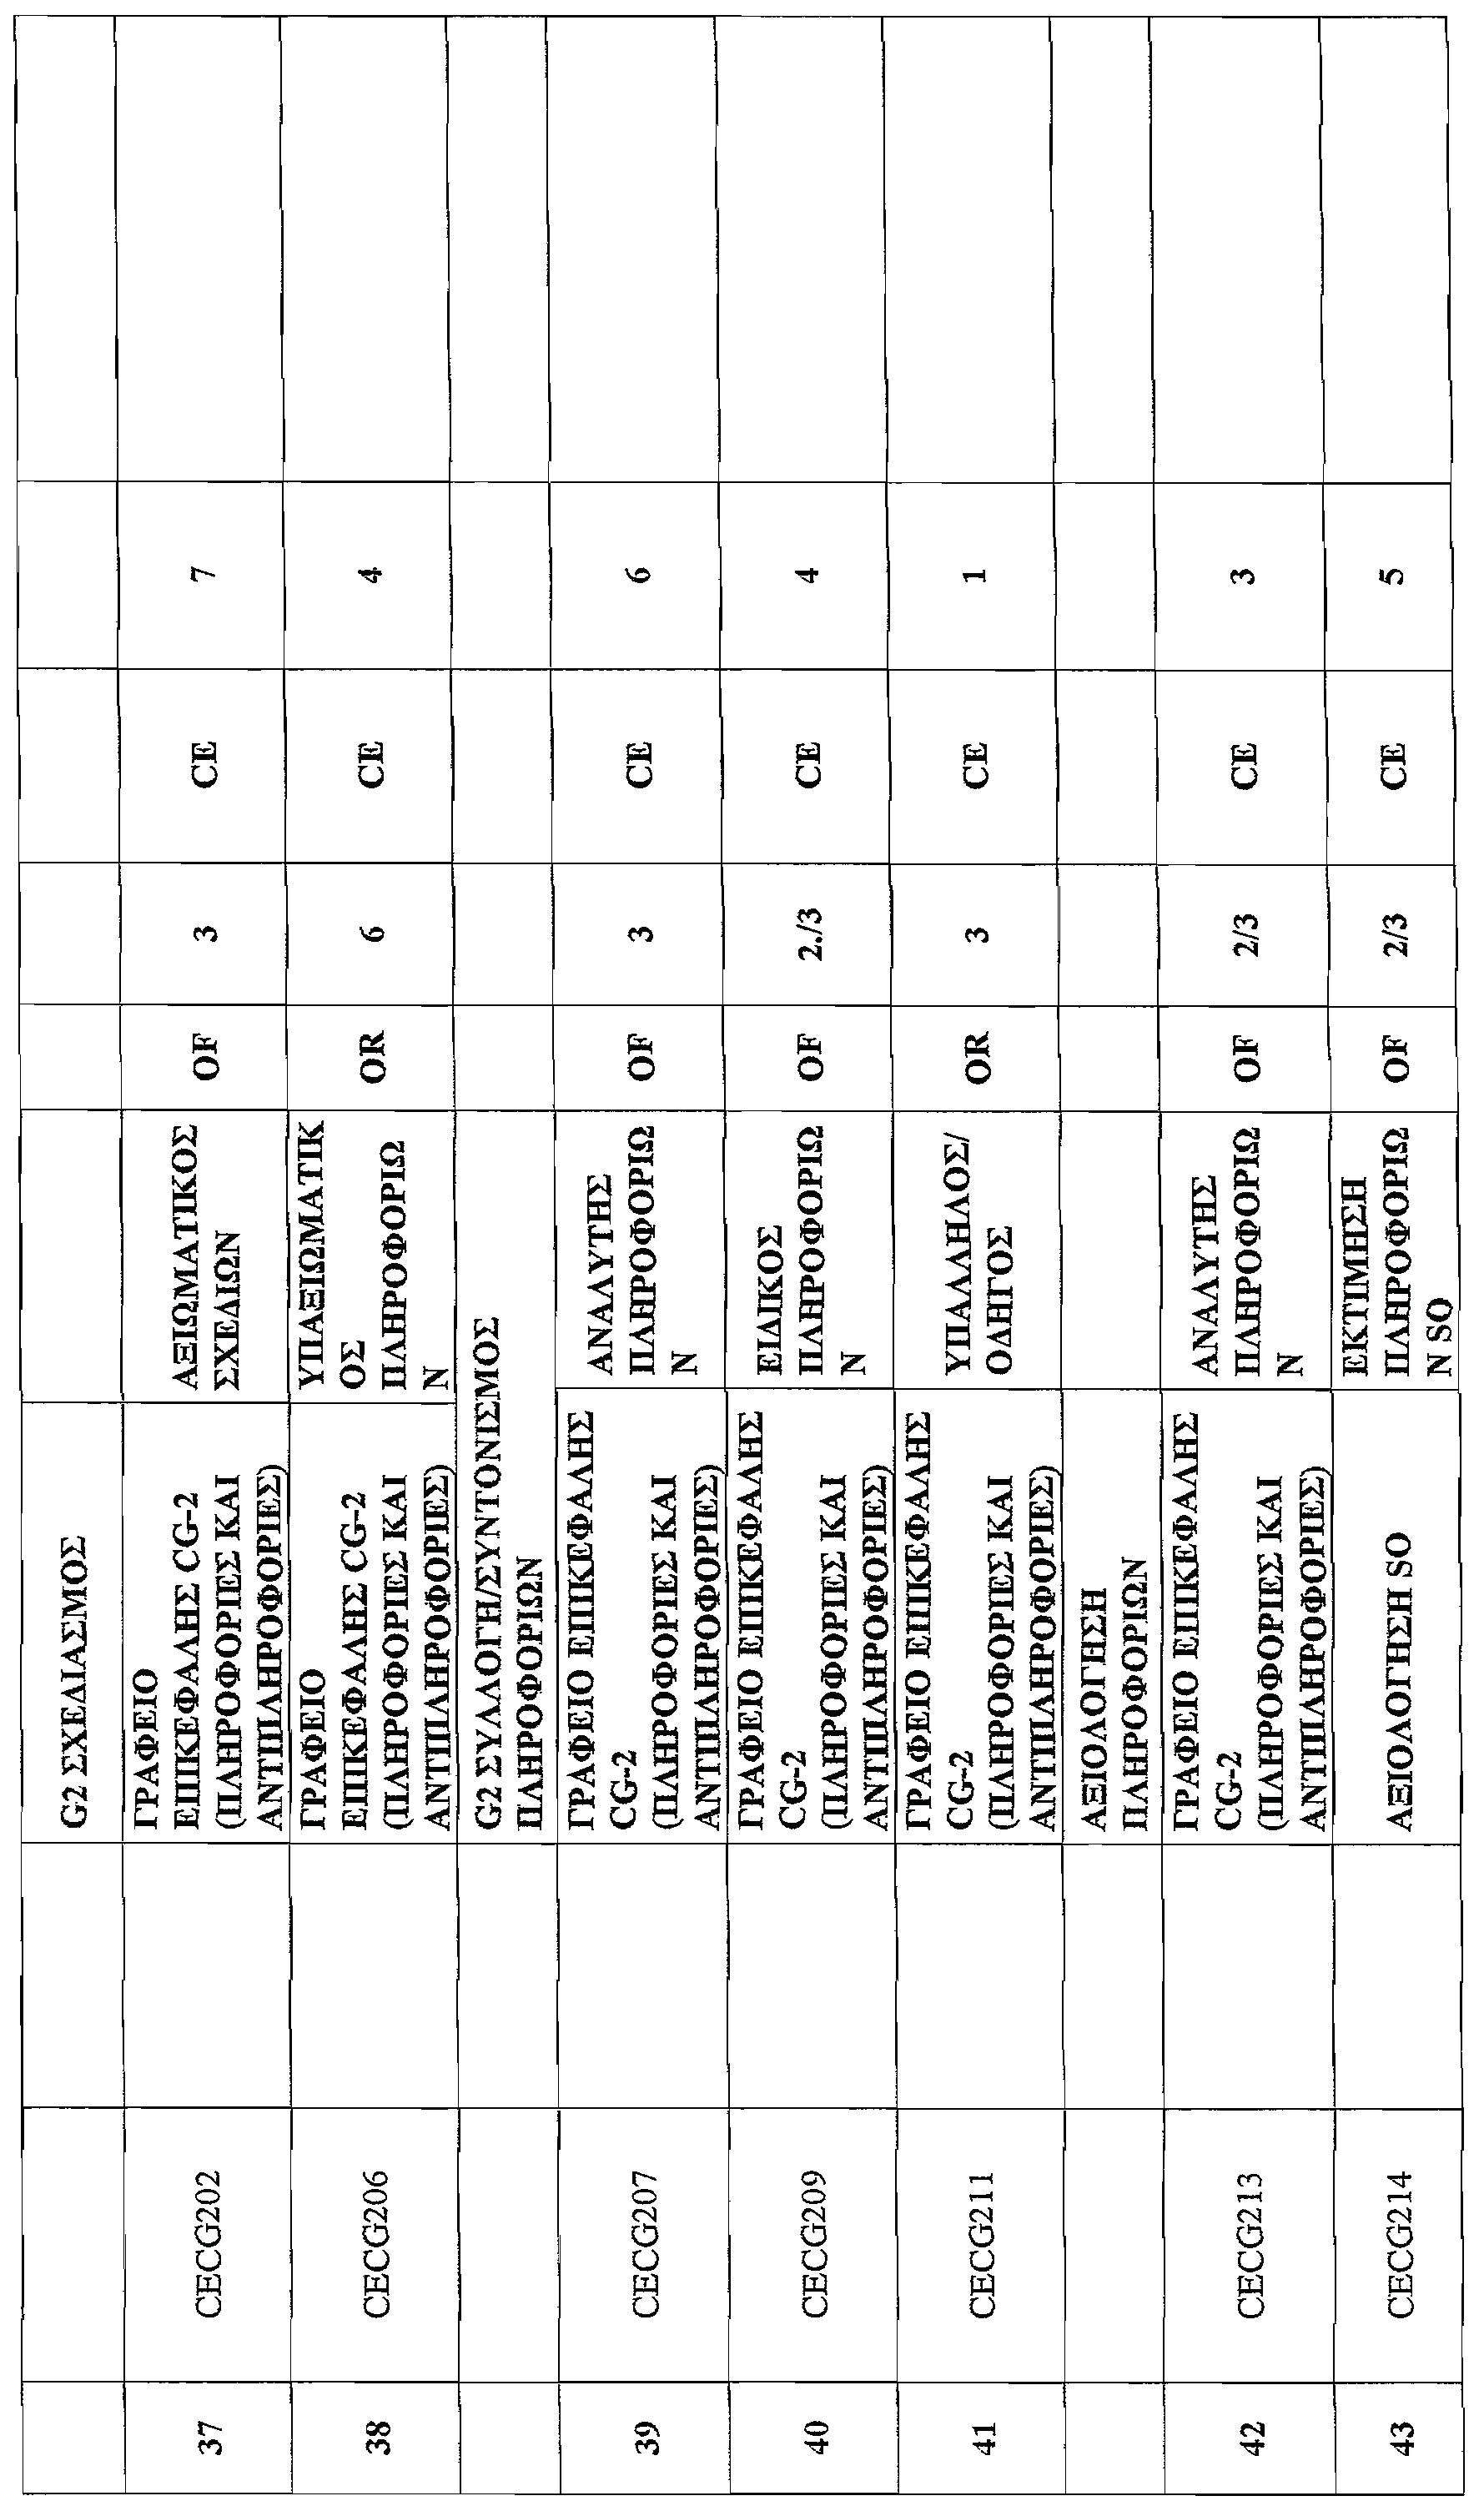 G2 ΣΧΕΔΙΑΣΜΟΣ
37 CECG202 ΓΡΑΦΕΙΟ ΕΠΙΚΕΦΑΛΗΣ CG-2 (ΠΛΗΡΟΦΟΡΙΕΣ ΚΑΙ ΑΝΤΙΠΛΗΡΟΦΟΡΙΕΣ) ΑΞΙΩΜΑΤΙΚΟΣ ΣΧΕΔΙΩΝ OF 3 CE 7
38 CECG206 ΓΡΑΦΕΙΟ ΕΠΙΚΕΦΑΛΗΣ CG-2 (ΠΛΗΡΟΦΟΡΙΕΣ ΚΑΙ ΑΝΤΙΠΛΗΡΟΦΟΡΙΕΣ) ΥΠΑΞΙΩΜΑΤΙΚ ΟΣ ΠΛΗΡΟΦΟΡΙΩ Ν OR 6 CE 4
G2 ΣΥΛΛΟΓΗ/ΣΥΝΤΟΝΙΣΜΟΣ ΠΛΗΡΟΦΟΡΙΩΝ
39 CECG207 ΓΡΑΦΕΙΟ ΕΠΙΚΕΦΑΛΗΣ CG-2 (ΠΛΗΡΟΦΟΡΙΕΣ ΚΑΙ ΑΝΤΙΠΛΗΡΟΦΟΡΙΕΣ) ΑΝΑΛΥΤΗΣ ΠΛΗΡΟΦΟΡΙΩ Ν OF 3 CE 6
40 CECG209 ΓΡΑΦΕΙΟ ΕΠΙΚΕΦΑΛΗΣ CG-2 (ΠΛΗΡΟΦΟΡΙΕΣ ΚΑΙ ΑΝΤΙΠΛΗΡΟΦΟΡΙΕΣ) ΕΙΔΙΚΟΣ ΠΛΗΡΟΦΟΡΙΩ Ν OF 2./3 CE 4
41 CECG211 ΓΡΑΦΕΙΟ ΕΠΙΚΕΦΑΛΗΣ CG-2 (ΠΛΗΡΟΦΟΡΙΕΣ ΚΑΙ ΑΝΤΙΠΛΗΡΟΦΟΡΙΕΣ) ΥΠΑΛΛΗΛΟΣ/ ΟΔΗΓΟΣ OR 3 CE 1
ΑΞΙΟΛΟΓΗΣΗ ΠΛΗΡΟΦΟΡΙΩΝ
42 CECG213 ΓΡΑΦΕΙΟ ΕΠΙΚΕΦΑΛΗΣ CG-2 (ΠΛΗΡΟΦΟΡΙΕΣ ΚΑΙ ΑΝΤΙΠΛΗΡΟΦΟΡΙΕΣ) ΑΝΑΛΥΤΗΣ ΠΛΗΡΟΦΟΡΙΩ Ν OF 2/3 CE 3
43 CECG214 ΑΞΙΟΛΟΓΗΣΗ SO ΕΚΤΙΜΗΣΗ ΠΛΗΡΟΦΟΡΙΩ Ν SO OF 2/3 CE 5